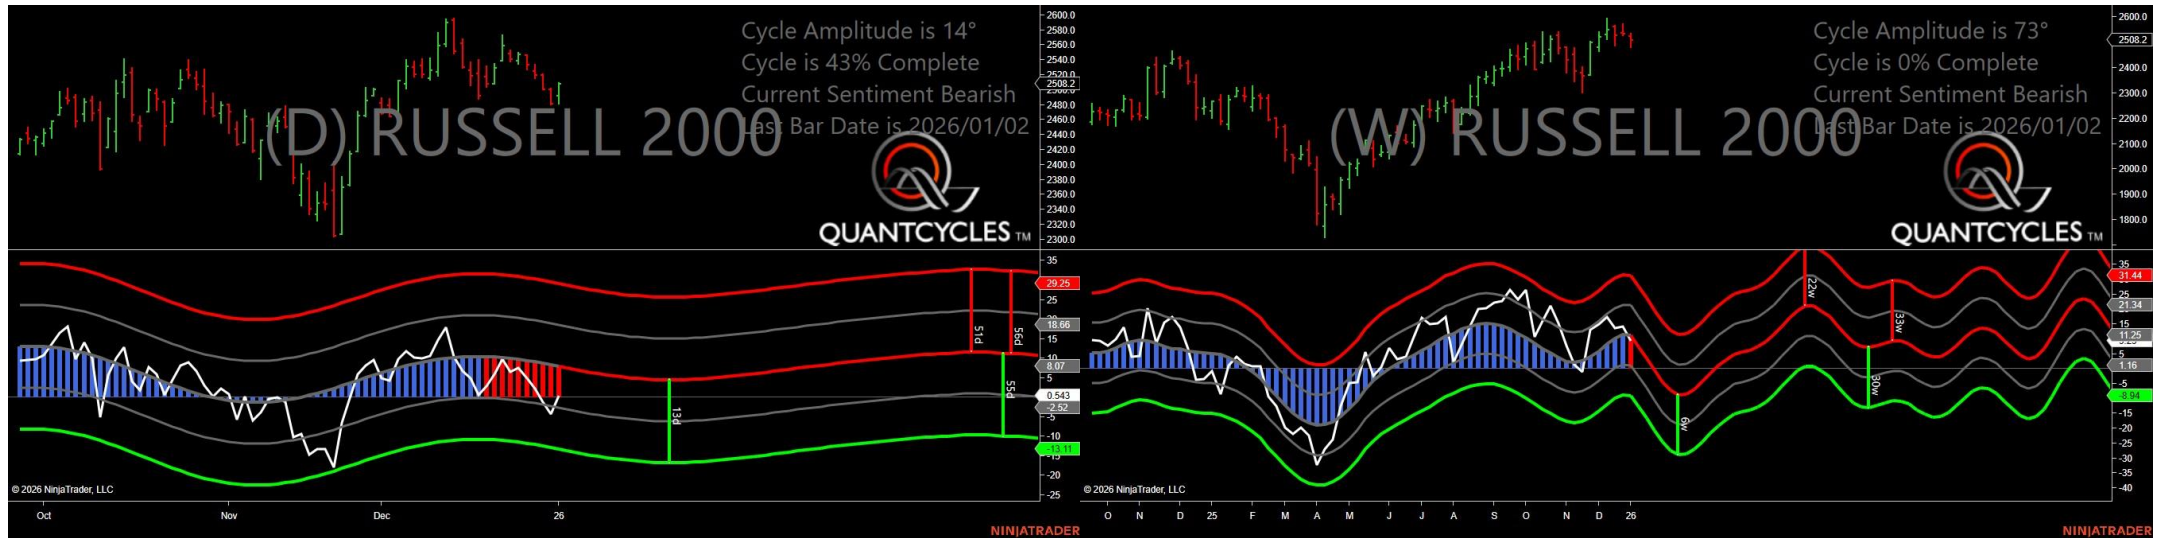 Cycle Amplitude is 14°
Cycle is 43% Complete
Current Sentiment Bearish
Last Bar Date is 2026/01/02
(D) RUSSELL 2000
QUANTCYCLES TM
2600.0
2580.0
2560.0
2540.0
2520.0
2508.2
2500.0
2480.0
2460.0
2440.0
2420.0
2400.0
2380.0
2360.0
2340.0
2320.0
2300.0
35
29.25
25
18.66
15
10
8.07
5
0.543
-2.52
-5
-10
-13.11
-15
-20
-25
51d
56d
55d
13d
© 2026 NinjaTrader, LLC
Oct
Nov
Dec
26
NINJATRADER
Cycle Amplitude is 73°
Cycle is 0% Complete
Current Sentiment Bearish
Last Bar Date is 2026/01/02
(W) RUSSELL 2000
QUANTCYCLES TM
2600.0
2508.2
2400.0
2300.0
2200.0
2100.0
2000.0
1900.0
1800.0
35
31.44
25
21.34
15
11.25
5
1.16
-5
-8.94
-15
-20
-25
-30
-35
-40
22w
33w
30w
6w
© 2026 NinjaTrader, LLC
O
N
D
25
F
M
A
M
J
J
A
S
O
N
D
26
NINJATRADER